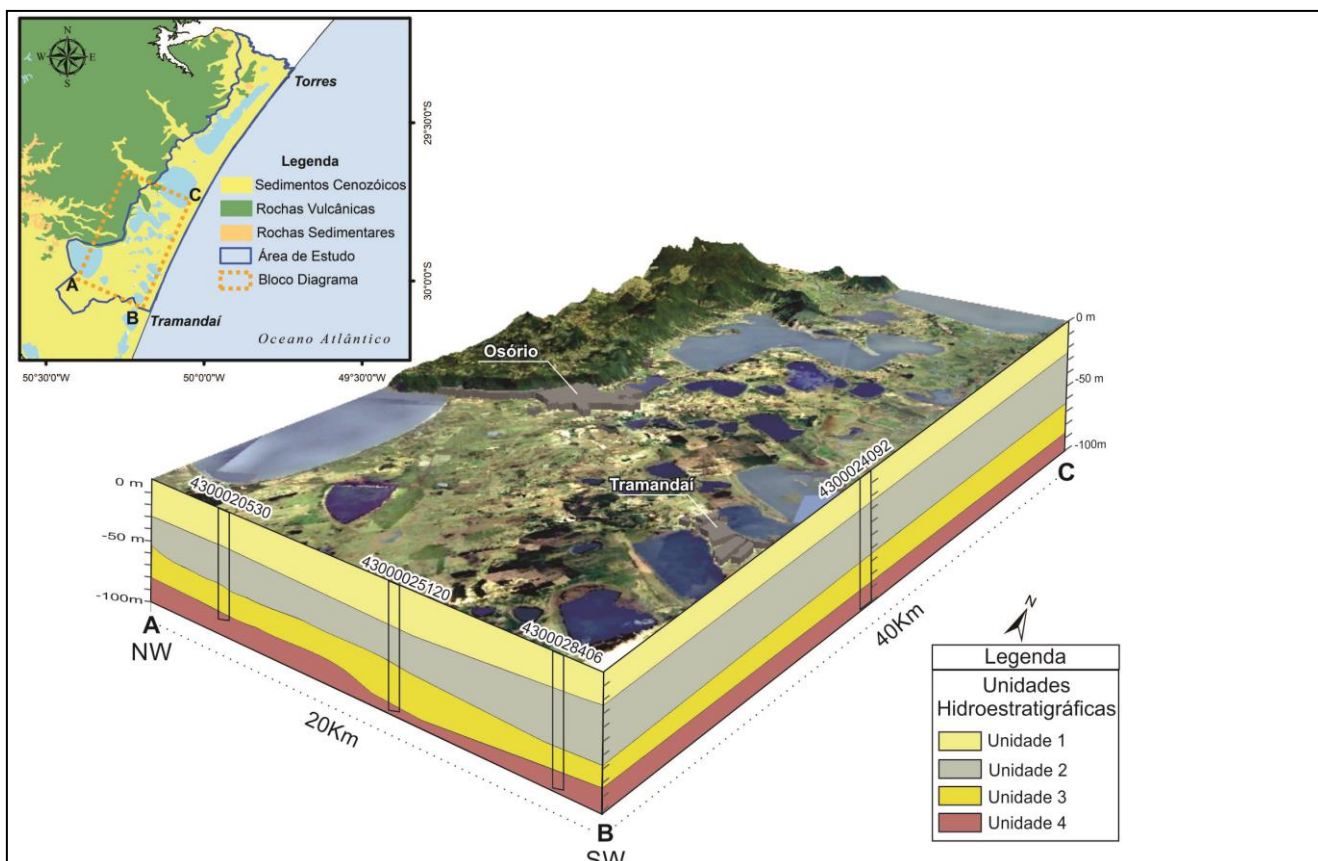 N
W E
S
Torres
29°30'0"S
Legenda
Sedimentos Cenozóicos
Rochas Vulcânicas
Rochas Sedimentares
Área de Estudo
Bloco Diagrama
C
A
B
Tramandaí
30°0'0"S
Oceano Atlântico
50°30'0"W 50°0'0"W 49°30'0"W
Osório
Tramandaí
0 m
-50 m
-100m
C
0 m
-50 m
-100m
A
NW
4300020530
43000025120
4300028406
4300024092
20Km
40Km
B
SW
N
Legenda
Unidades
Hidroestratigráficas
Unidade 1
Unidade 2
Unidade 3
Unidade 4